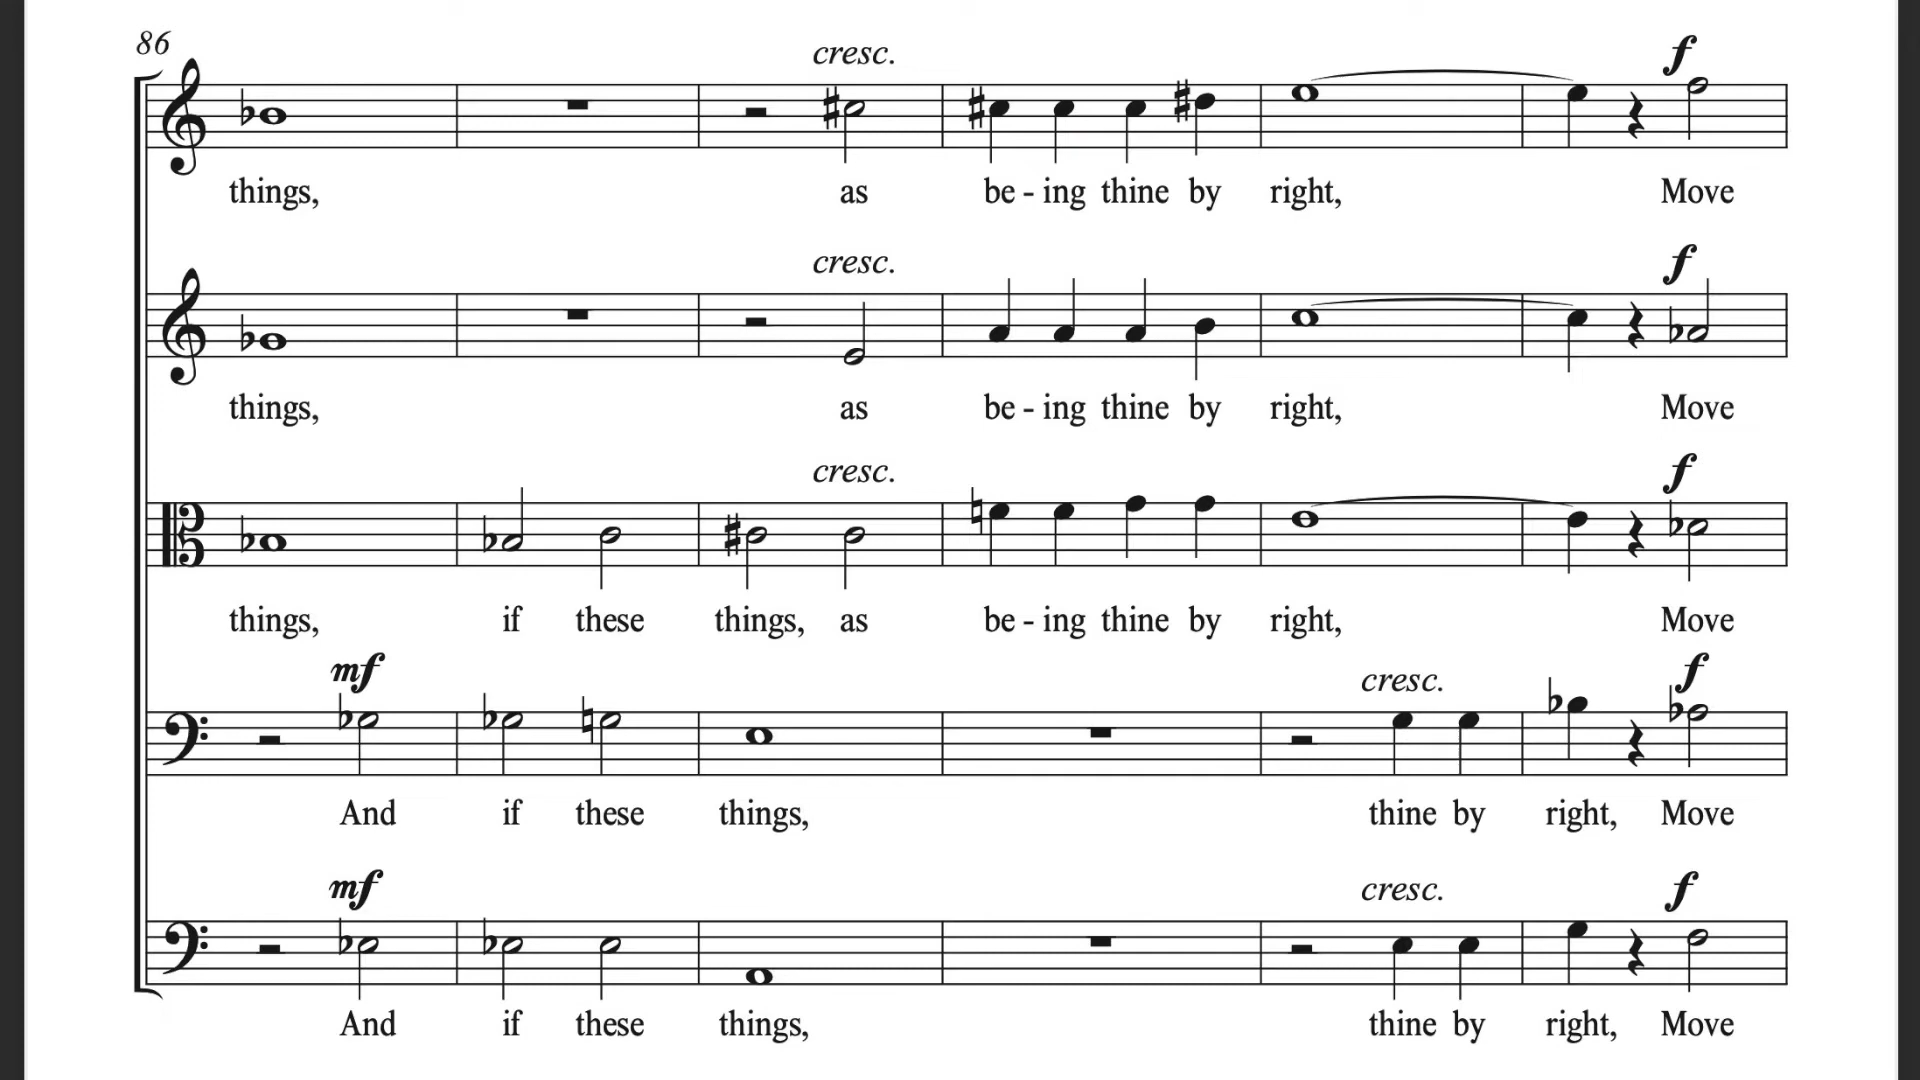 86
cresc. f
things, as be - ing thine by right, Move
cresc. f
things, as be - ing thine by right, Move
cresc. f
things, if these things, as be - ing thine by right, Move
mf cresc. f
And if these things, thine by right, Move
mf cresc. f
And if these things, thine by right, Move